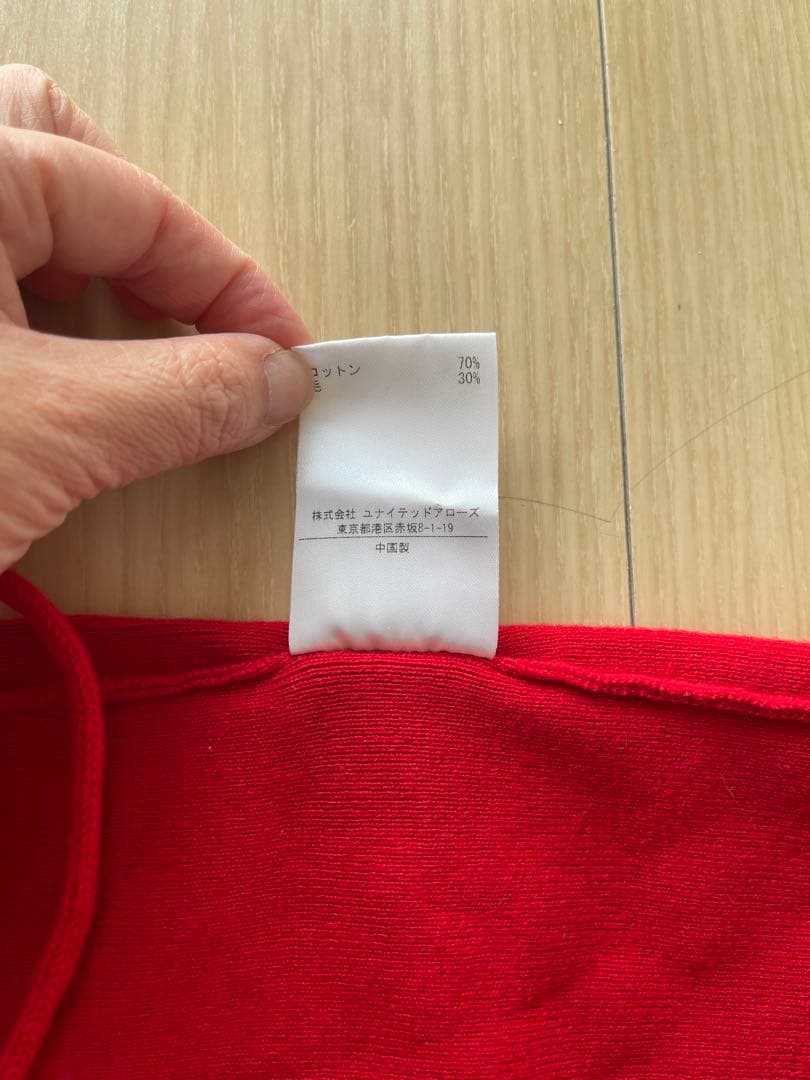 コットン 70%
毛 30%
株式会社 ユナイテッドアローズ
東京都港区赤坂8-1-19
中国製